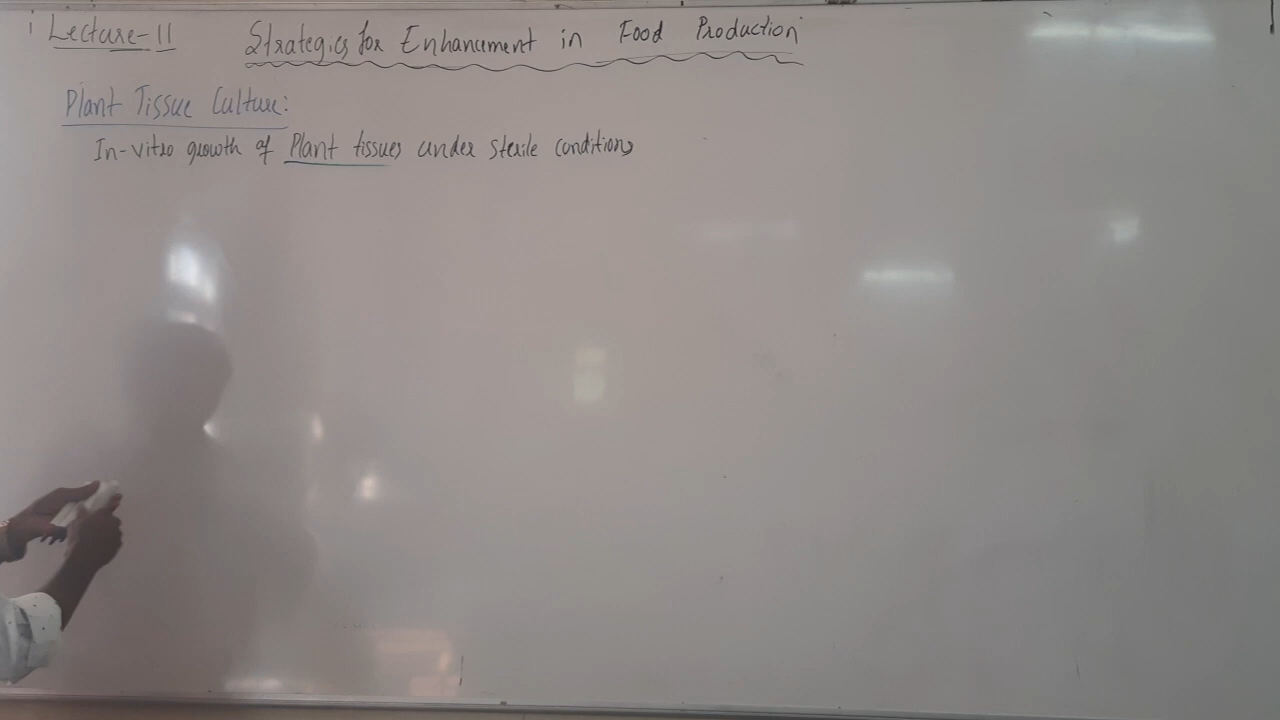 Lecture-11 Strategies for Enhancement in Food Production
Plant Tissue Culture:
In-vitro growth of Plant tissues under sterile conditions